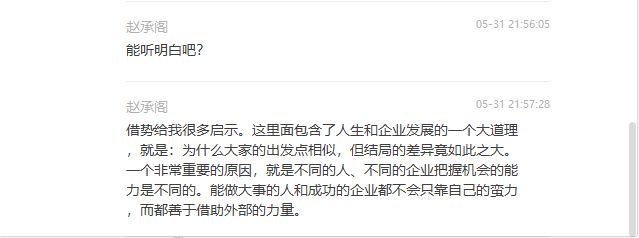 赵承阁 05-31 21:56:05
能听明白吧?
赵承阁 05-31 21:57:28
借势给我很多启示。这里面包含了人生和企业发展的一个大道理
，就是：为什么大家的出发点相似，但结局的差异竟如此之大。
一个非常重要的原因，就是不同的人、不同的企业把握机会的能
力是不同的。能做大事的人和成功的企业都不会只靠自己的蛮力
，而都善于借助外部的力量。